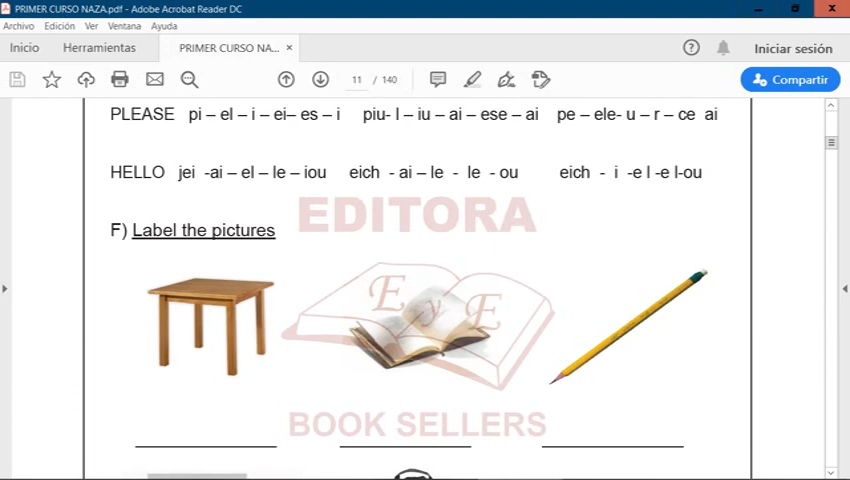 PRIMER CURSO NAZA.pdf - Adobe Acrobat Reader DC
Archivo Edición Ver Ventana Ayuda
Inicio Herramientas PRIMER CURSO NA... × Iniciar sesión
11 / 140 Compartir
PLEASE pi – el – i – ei– es – i piu- l – iu – ai – ese – ai pe – ele- u – r – ce ai
HELLO jei -ai – el – le – iou eich - ai – le - le - ou eich - i -e l -e l-ou
EDITORA
F) Label the pictures
E y E
BOOK SELLERS